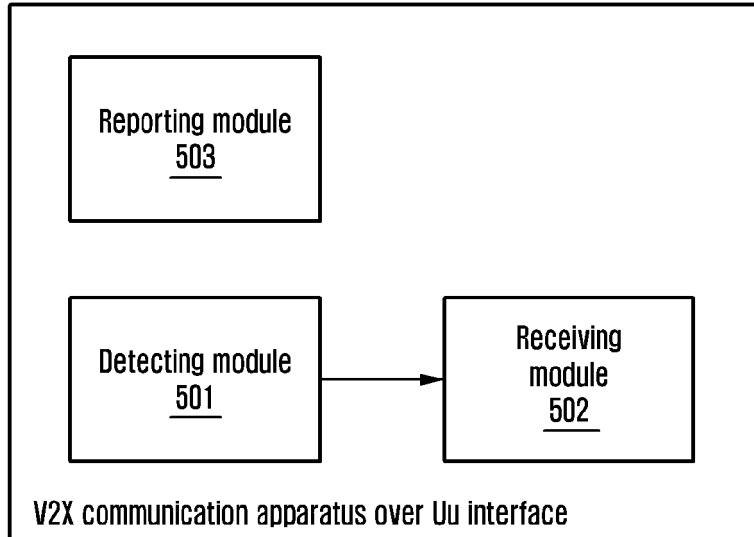 Reporting module
503
Detecting module
501
Receiving
module
502
V2X communication apparatus over Uu interface